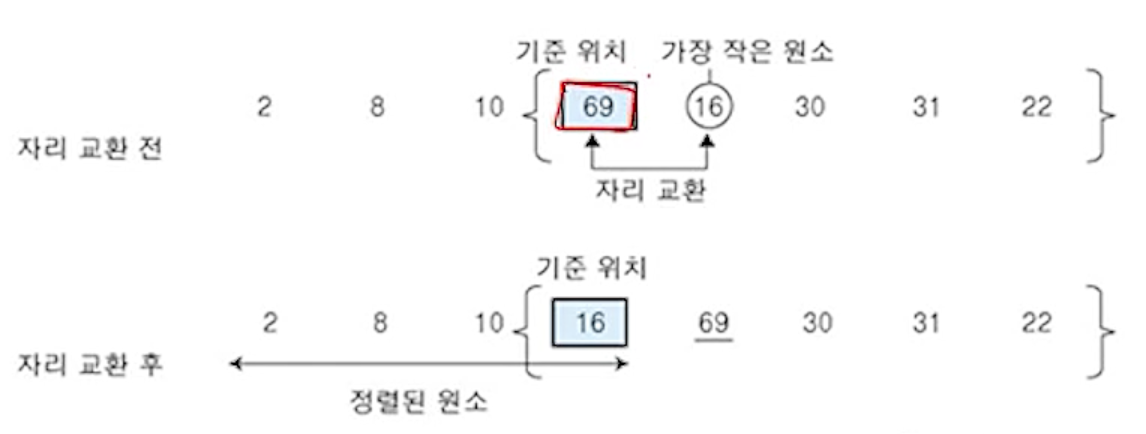 기준 위치 가장 작은 원소
2 8 10 { 69 16 30 31 22 }
자리 교환 전
자리 교환
기준 위치
2 8 10 { 16 69 30 31 22 }
자리 교환 후
정렬된 원소